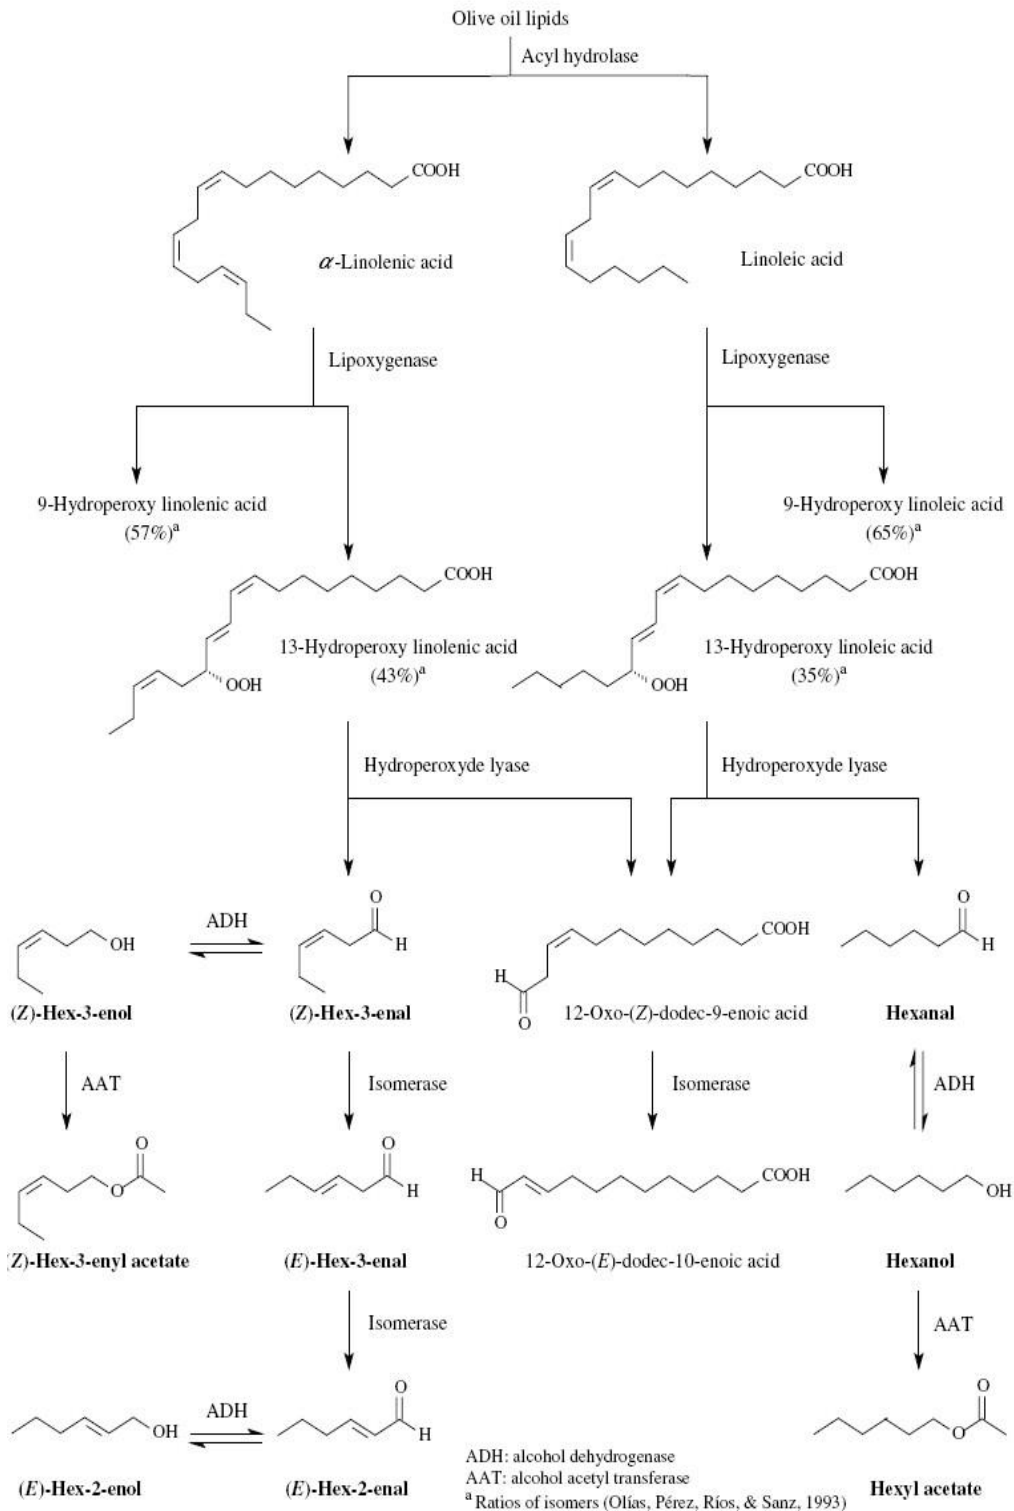 Olive oil lipids
Acyl hydrolase
COOH
COOH
α-Linolenic acid
Linoleic acid
Lipoxygenase
Lipoxygenase
9-Hydroperoxy linolenic acid
(57%)a
9-Hydroperoxy linoleic acid
(65%)a
COOH
COOH
13-Hydroperoxy linolenic acid
(43%)a
13-Hydroperoxy linoleic acid
(35%)a
OOH
OOH
Hydroperoxyde lyase
Hydroperoxyde lyase
OH
ADH
O
H
COOH
H
O
O
H
(Z)-Hex-3-enol
(Z)-Hex-3-enal
12-Oxo-(Z)-dodec-9-enoic acid
Hexanal
AAT
Isomerase
Isomerase
ADH
O
O
O
H
H
O
COOH
OH
(Z)-Hex-3-enyl acetate
(E)-Hex-3-enal
12-Oxo-(E)-dodec-10-enoic acid
Hexanol
Isomerase
AAT
OH
ADH
O
H
O
O
(E)-Hex-2-enol
(E)-Hex-2-enal
Hexyl acetate
ADH: alcohol dehydrogenase
AAT: alcohol acetyl transferase
a Ratios of isomers (Olías, Pérez, Ríos, & Sanz, 1993)